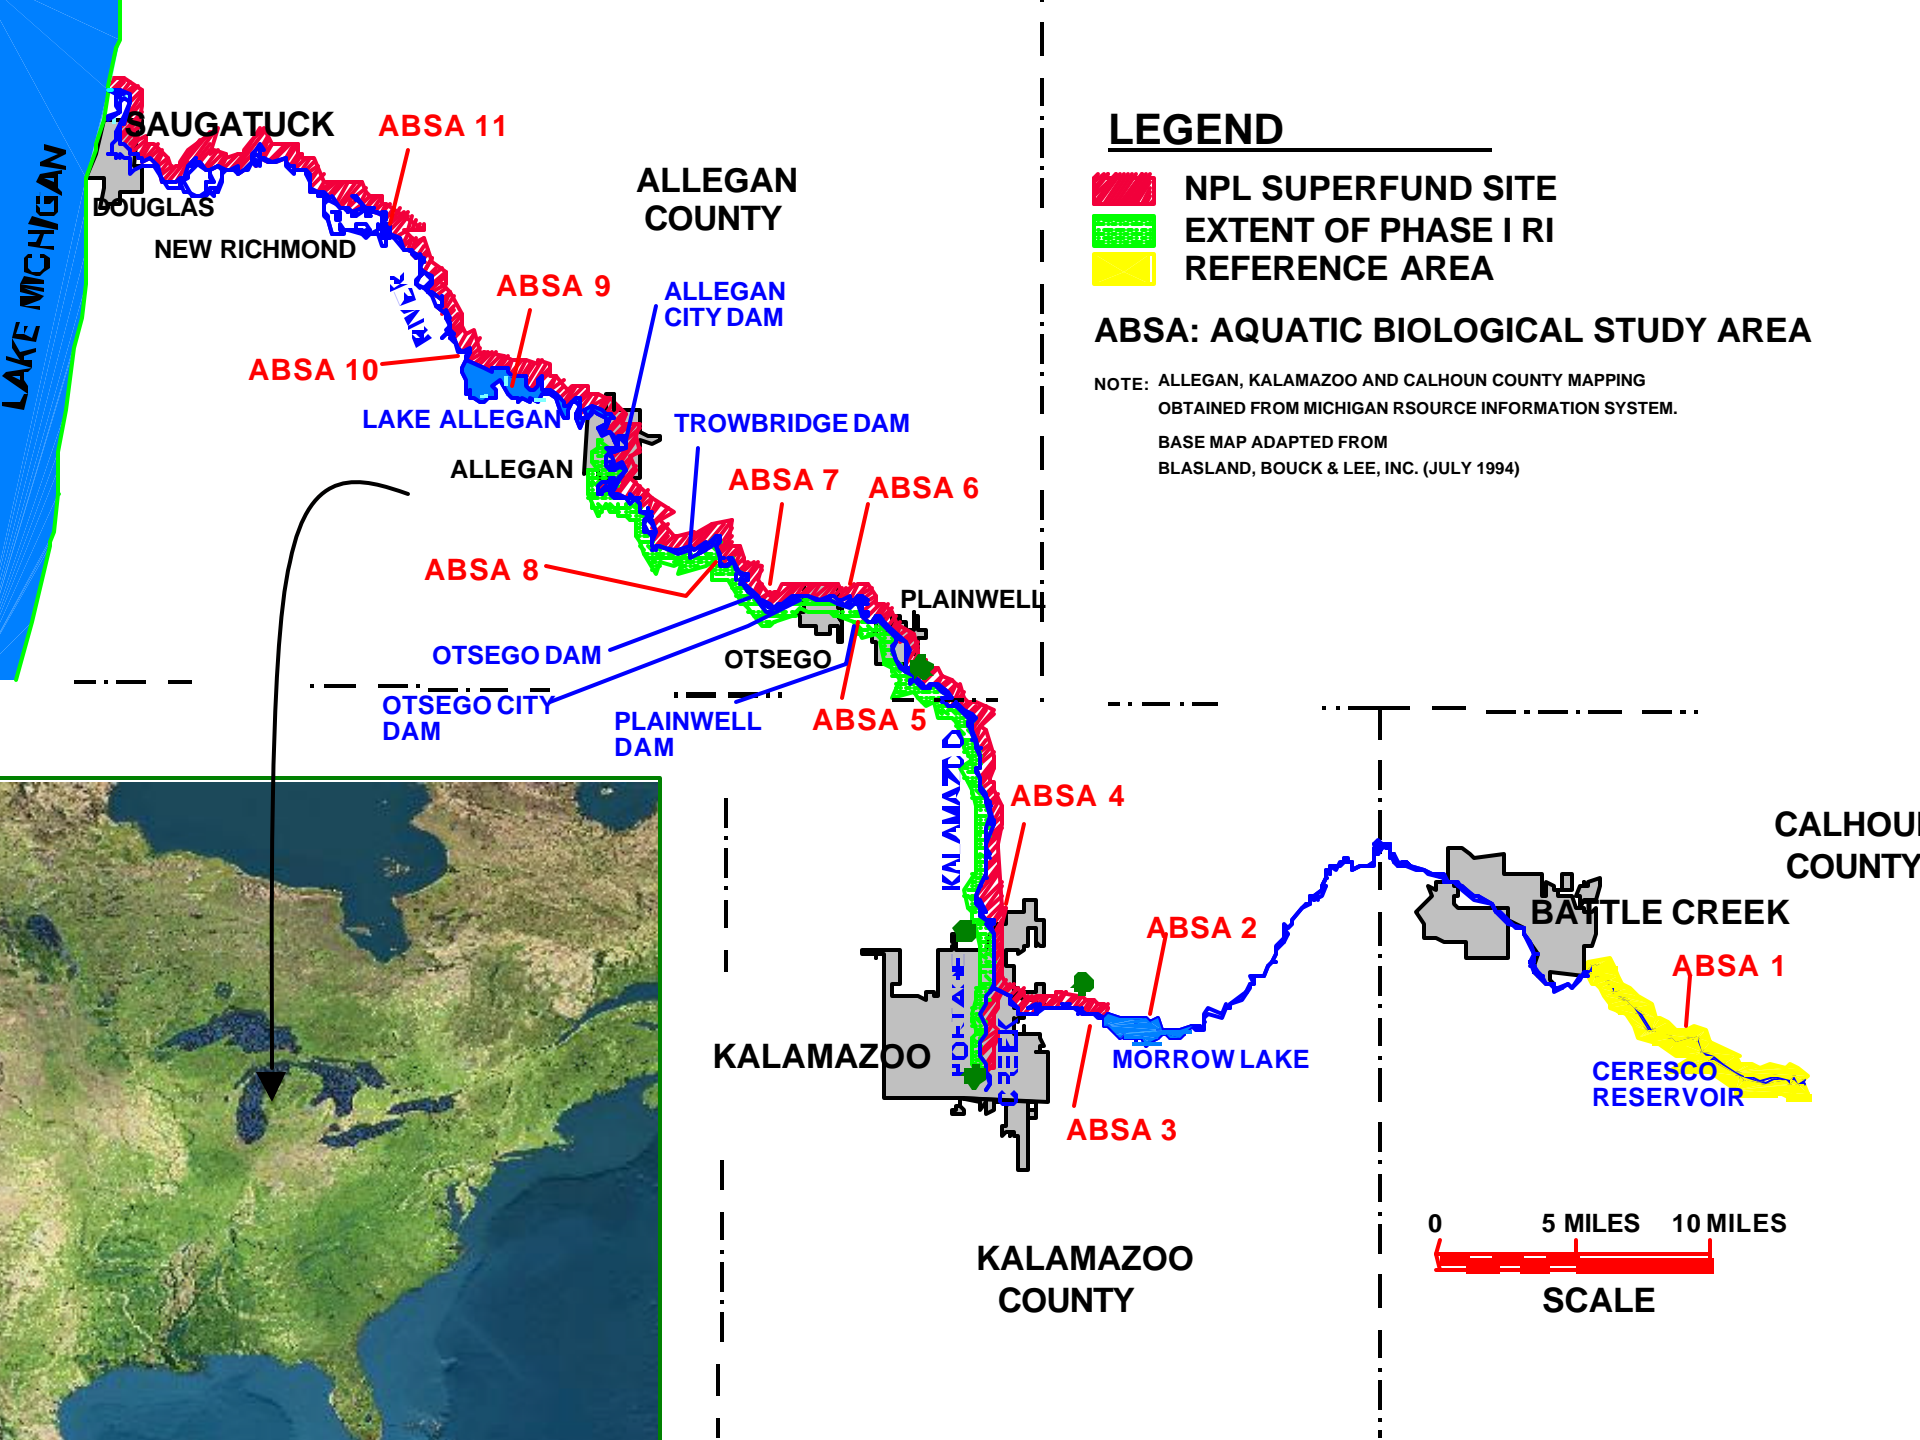 LAKE MICHIGAN
SAUGATUCK
ABSA 11
DOUGLAS
NEW RICHMOND
ALLEGAN
COUNTY
RIVER
ABSA 9
ALLEGAN
CITY DAM
ABSA 10
LAKE ALLEGAN
TROWBRIDGE DAM
ALLEGAN
ABSA 7
ABSA 6
ABSA 8
PLAINWELL
OTSEGO DAM
OTSEGO
OTSEGO CITY
DAM
PLAINWELL
DAM
ABSA 5
LEGEND
NPL SUPERFUND SITE
EXTENT OF PHASE I RI
REFERENCE AREA
ABSA: AQUATIC BIOLOGICAL STUDY AREA
NOTE: ALLEGAN, KALAMAZOO AND CALHOUN COUNTY MAPPING
OBTAINED FROM MICHIGAN RSOURCE INFORMATION SYSTEM.
BASE MAP ADAPTED FROM
BLASLAND, BOUCK & LEE, INC. (JULY 1994)
KALAMAZOO
ABSA 4
CALHOUN
COUNTY
BATTLE CREEK
ABSA 2
ABSA 1
KALAMAZOO
CREEK
MORROW LAKE
CERESCO
RESERVOIR
ABSA 3
KALAMAZOO
COUNTY
0 5 MILES 10 MILES
SCALE